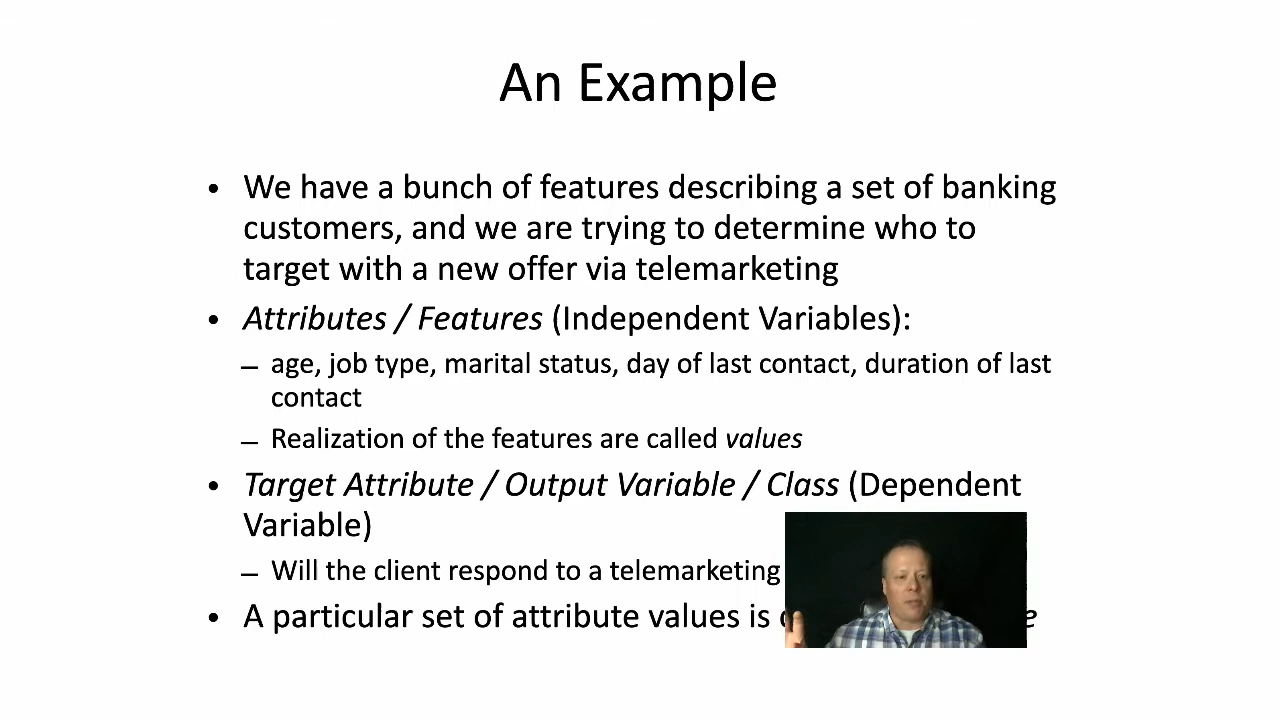 An Example
• We have a bunch of features describing a set of banking
customers, and we are trying to determine who to
target with a new offer via telemarketing
• Attributes / Features (Independent Variables):
– age, job type, marital status, day of last contact, duration of last
contact
– Realization of the features are called values
• Target Attribute / Output Variable / Class (Dependent
Variable)
– Will the client respond to a telemarketing
• A particular set of attribute values is